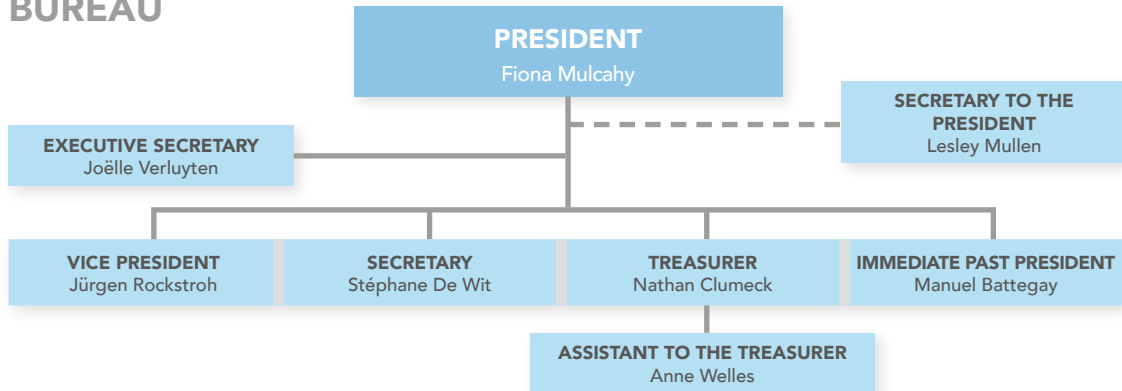 BUREAU
PRESIDENT
Fiona Mulcahy
SECRETARY TO THE
PRESIDENT
Lesley Mullen
EXECUTIVE SECRETARY
Joëlle Verluyten
VICE PRESIDENT
Jürgen Rockstroh
SECRETARY
Stéphane De Wit
TREASURER
Nathan Clumeck
IMMEDIATE PAST PRESIDENT
Manuel Battegay
ASSISTANT TO THE TREASURER
Anne Welles